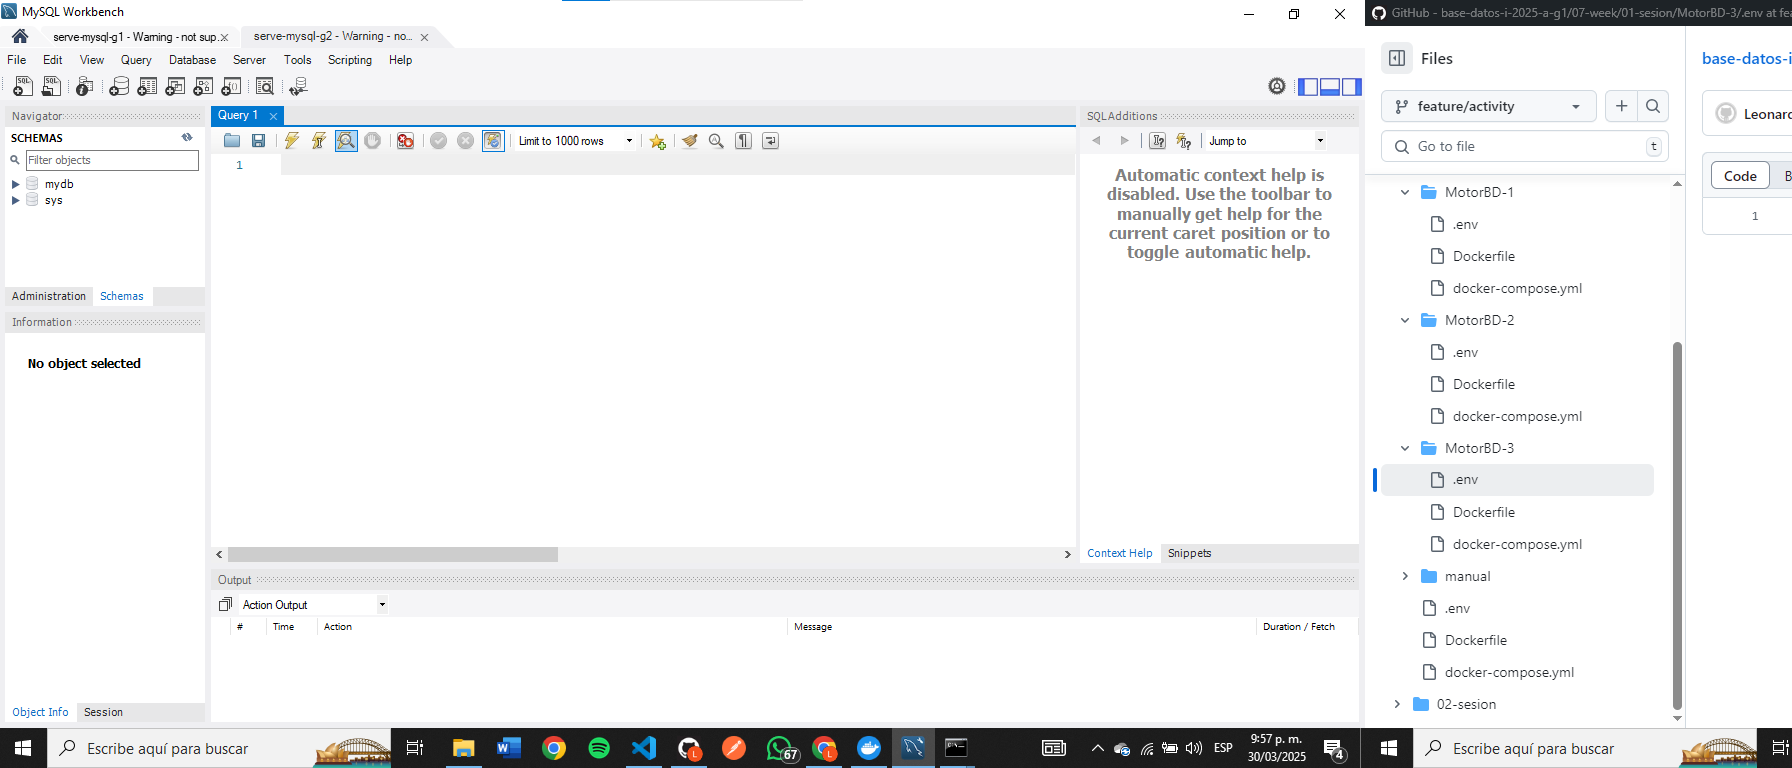 MySQL Workbench
serve-mysql-g1 - Warning - not sup...
serve-mysql-g2 - Warning - no...
File Edit View Query Database Server Tools Scripting Help
Navigator
SCHEMAS
Filter objects
mydb
sys
Administration Schemas
Information
No object selected
Object Info Session
Query 1
Limit to 1000 rows
1
SQLAdditions
Jump to
Automatic context help is
disabled. Use the toolbar to
manually get help for the
current caret position or to
toggle automatic help.
Context Help Snippets
Output
Action Output
# Time Action Message Duration / Fetch
GitHub - base-datos-i-2025-a-g1/07-week/01-sesion/MotorBD-3/.env at fea
Files
feature/activity
Go to file t
MotorBD-1
.env
Dockerfile
docker-compose.yml
MotorBD-2
.env
Dockerfile
docker-compose.yml
MotorBD-3
.env
Dockerfile
docker-compose.yml
manual
.env
Dockerfile
docker-compose.yml
02-sesion
base-datos-i
Leonard
Code B
1
Escribe aquí para buscar
67
L
L
ESP
9:57 p. m.
30/03/2025
4
Escribe aquí para buscar